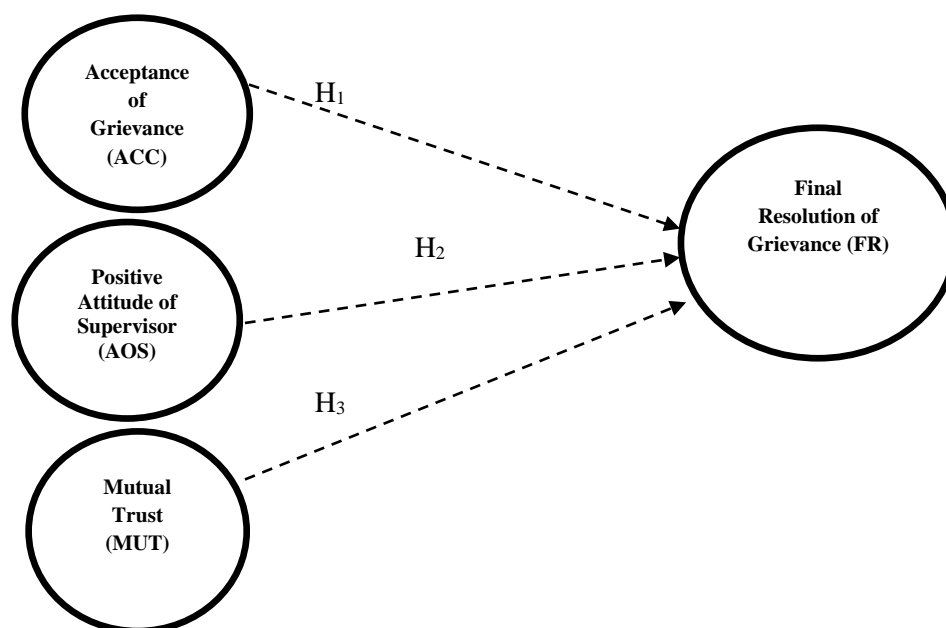 Acceptance
of
Grievance
(ACC)
H₁
Final
Resolution of
Grievance (FR)
H₂
Positive
Attitude of
Supervisor
(AOS)
H₃
Mutual
Trust
(MUT)